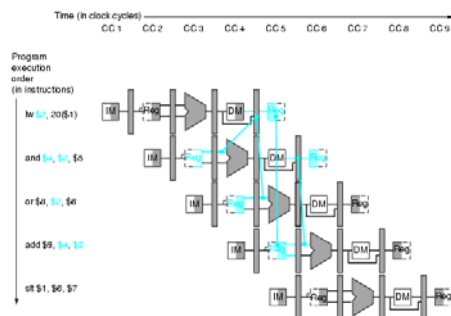 Time (in clock cycles)
CC 1 CC 2 CC 3 CC 4 CC 5 CC 6 CC 7 CC 8 CC 9
Program
execution
order
(in instructions)
lw $2, 20($1)
IM Reg DM Reg
and $4, $2, $5
IM Reg DM Reg
or $8, $2, $6
IM Reg DM Reg
add $9, $4, $2
IM Reg DM Reg
slt $1, $6, $7
IM Reg DM Reg